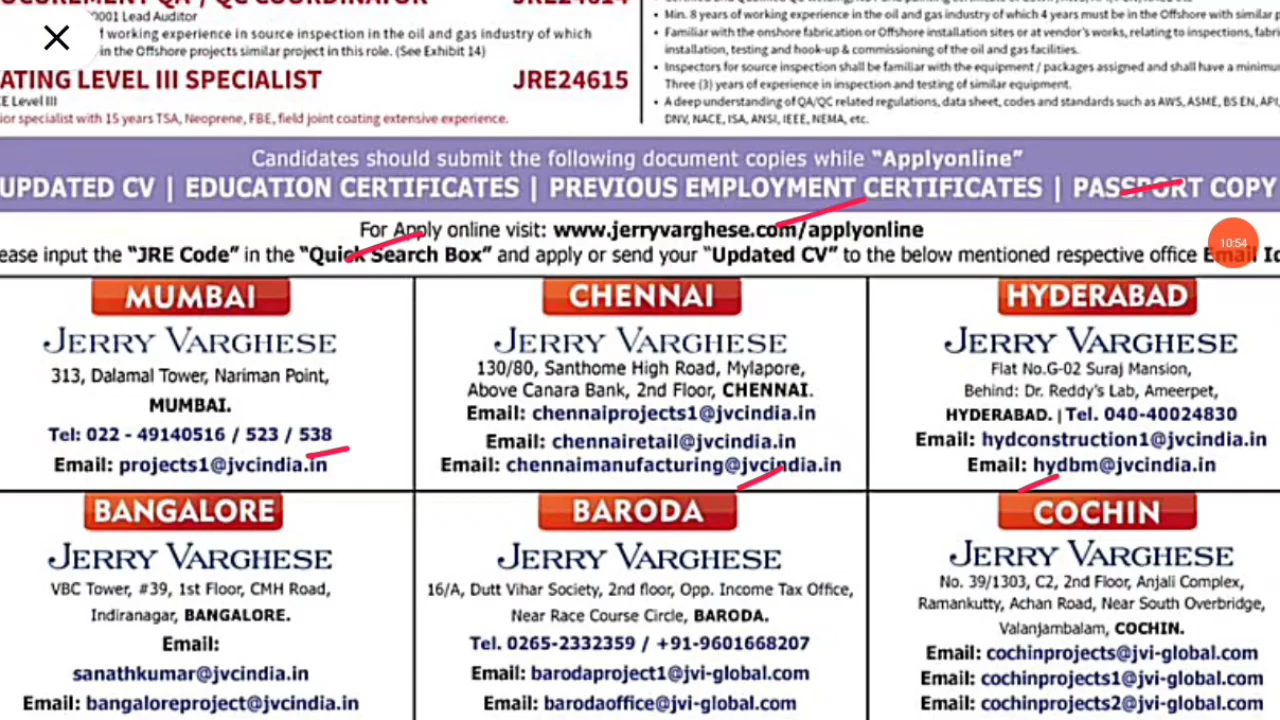 PROCUREMENT QA / QC COORDINATOR JRE24614
0001 Lead Auditor
f working experience in source inspection in the oil and gas industry of which
in the Offshore projects similar project in this role. (See Exhibit 14)
ATING LEVEL III SPECIALIST JRE24615
CE Level III
ior specialist with 15 years TSA, Neoprene, FBE, field joint coating extensive experience.
• Min. 8 years of working experience in the oil and gas industry of which 4 years must be in the Offshore with similar p
• Familiar with the onshore fabrication or Offshore installation sites or at vendor's works, relating to inspections, fabri
installation, testing and hook-up & commissioning of the oil and gas facilities.
• Inspectors for source inspection shall be familiar with the equipment / packages assigned and shall have a minimu
Three (3) years of experience in inspection and testing of similar equipment.
• A deep understanding of QA/QC related regulations, data sheet, codes and standards such as AWS, ASME, BS EN, API,
DNV, NACE, ISA, ANSI, IEEE, NEMA, etc.
Candidates should submit the following document copies while “Applyonline”
UPDATED CV | EDUCATION CERTIFICATES | PREVIOUS EMPLOYMENT CERTIFICATES | PASSPORT COPY
For Apply online visit: www.jerryvarghese.com/applyonline
ease input the “JRE Code” in the “Quick Search Box” and apply or send your “Updated CV” to the below mentioned respective office Email Id
10:54
MUMBAI
JERRY VARGHESE
313, Dalamal Tower, Nariman Point,
MUMBAI.
Tel: 022 - 49140516 / 523 / 538
Email: projects1@jvcindia.in
CHENNAI
JERRY VARGHESE
130/80, Santhome High Road, Mylapore,
Above Canara Bank, 2nd Floor, CHENNAI.
Email: chennaiprojects1@jvcindia.in
Email: chennairetail@jvcindia.in
Email: chennaimanufacturing@jvcindia.in
HYDERABAD
JERRY VARGHESE
Flat No.G-02 Suraj Mansion,
Behind: Dr. Reddy's Lab, Ameerpet,
HYDERABAD. | Tel. 040-40024830
Email: hydconstruction1@jvcindia.in
Email: hydbm@jvcindia.in
BANGALORE
JERRY VARGHESE
VBC Tower, #39, 1st Floor, CMH Road,
Indiranagar, BANGALORE.
Email:
sanathkumar@jvcindia.in
Email: bangaloreproject@jvcindia.in
BARODA
JERRY VARGHESE
16/A, Dutt Vihar Society, 2nd floor, Opp. Income Tax Office,
Near Race Course Circle, BARODA.
Tel. 0265-2332359 / +91-9601668207
Email: barodaproject1@jvi-global.com
Email: barodaoffice@jvi-global.com
COCHIN
JERRY VARGHESE
No. 39/1303, C2, 2nd Floor, Anjali Complex,
Ramankutty, Achan Road, Near South Overbridge,
Valanjambalam, COCHIN.
Email: cochinprojects@jvi-global.com
Email: cochinprojects1@jvi-global.com
Email: cochinprojects2@jvi-global.com